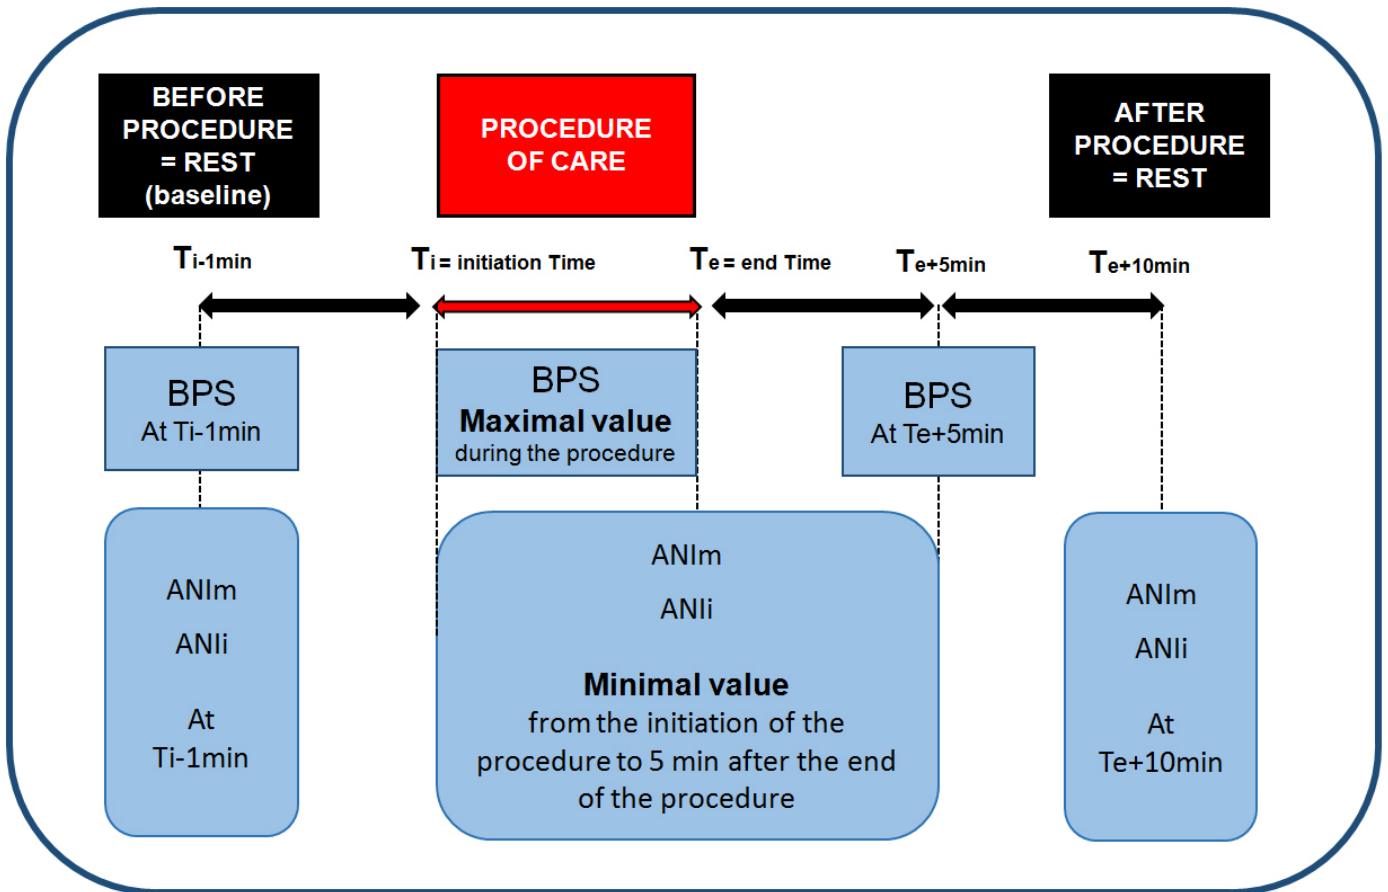 BEFORE
PROCEDURE
= REST
(baseline)
PROCEDURE
OF CARE
AFTER
PROCEDURE
= REST
Ti-1min
Ti = initiation Time
Te = end Time
Te+5min
Te+10min
BPS
At Ti-1min
BPS
Maximal value
during the procedure
BPS
At Te+5min
ANIm
ANIi
At
Ti-1min
ANIm
ANIi
Minimal value
from the initiation of the
procedure to 5 min after the end
of the procedure
ANIm
ANIi
At
Te+10min